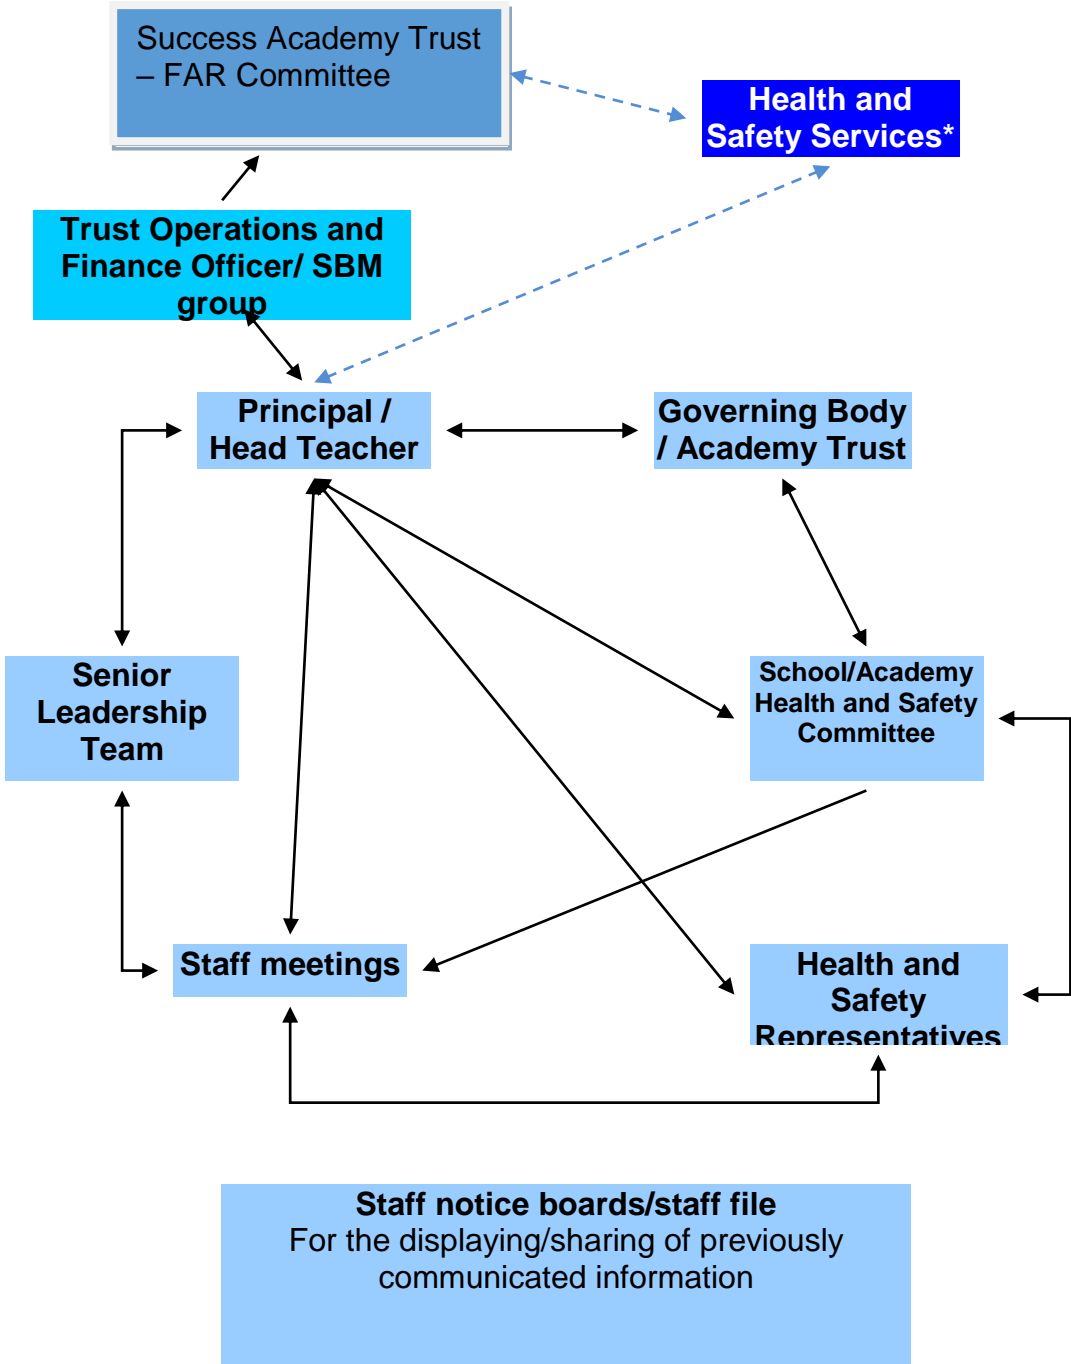 Success Academy Trust
– FAR Committee
Health and
Safety Services*
Trust Operations and
Finance Officer/ SBM
group
Principal /
Head Teacher
Governing Body
/ Academy Trust
Senior
Leadership
Team
School/Academy
Health and Safety
Committee
Staff meetings
Health and
Safety
Representatives
Staff notice boards/staff file
For the displaying/sharing of previously
communicated information